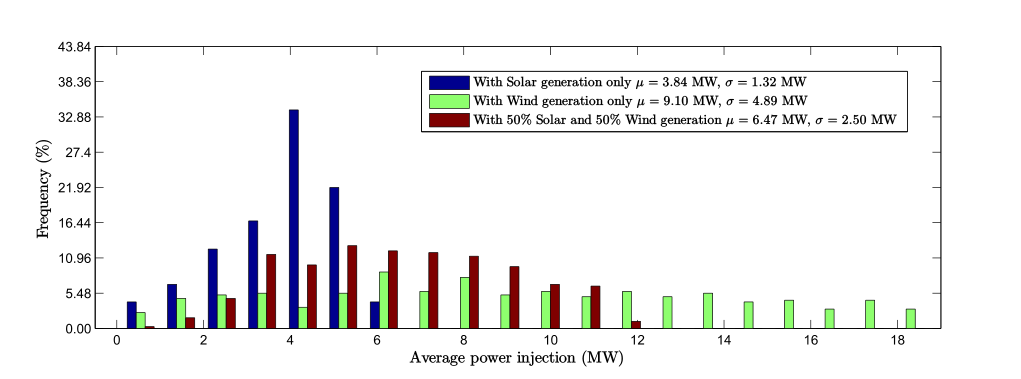 43.84
38.36
32.88
27.4
21.92
16.44
10.96
5.48
0.00
Frequency (%)
With Solar generation only μ = 3.84 MW, σ = 1.32 MW
With Wind generation only μ = 9.10 MW, σ = 4.89 MW
With 50% Solar and 50% Wind generation μ = 6.47 MW, σ = 2.50 MW
0 2 4 6 8 10 12 14 16 18
Average power injection (MW)